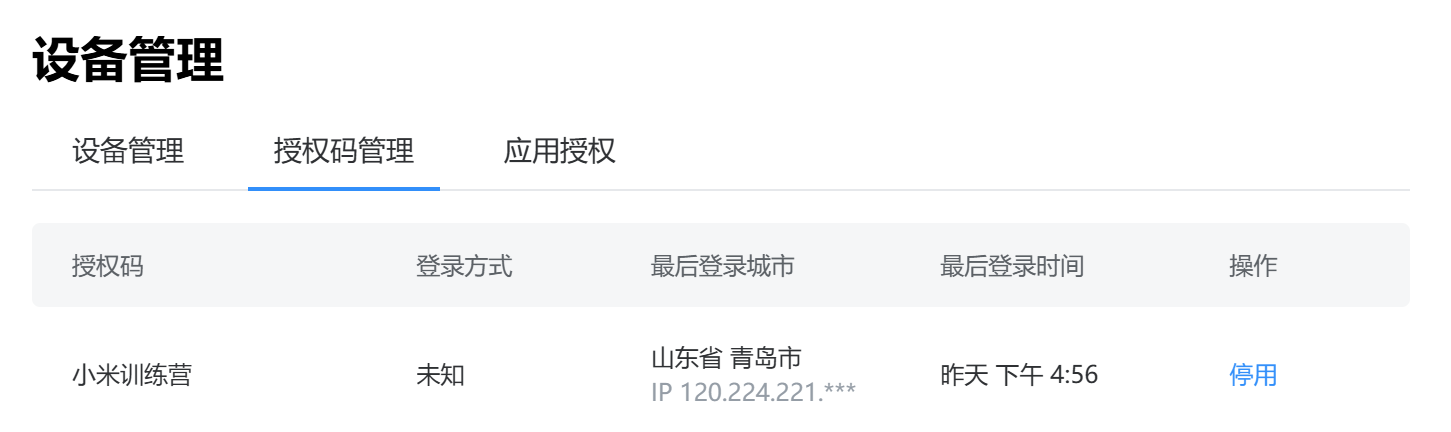 设备管理
设备管理 授权码管理 应用授权
授权码 登录方式 最后登录城市 最后登录时间 操作
小米训练营 未知 山东省 青岛市 昨天 下午 4:56 停用
IP 120.224.221.***